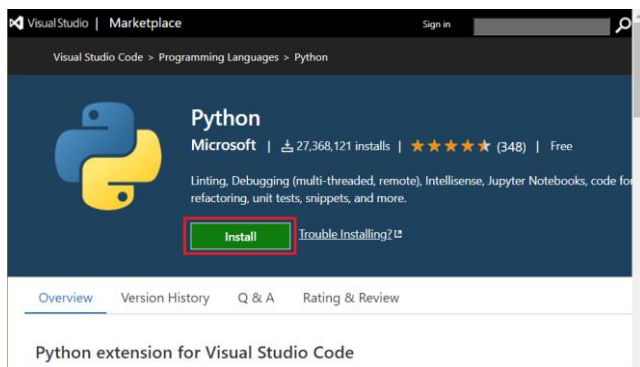 Visual Studio | Marketplace Sign in
Visual Studio Code > Programming Languages > Python
Python
Microsoft | 27,368,121 installs | (348) | Free
Linting, Debugging (multi-threaded, remote), Intellisense, Jupyter Notebooks, code for
refactoring, unit tests, snippets, and more.
Install Trouble Installing?
Overview Version History Q & A Rating & Review
Python extension for Visual Studio Code